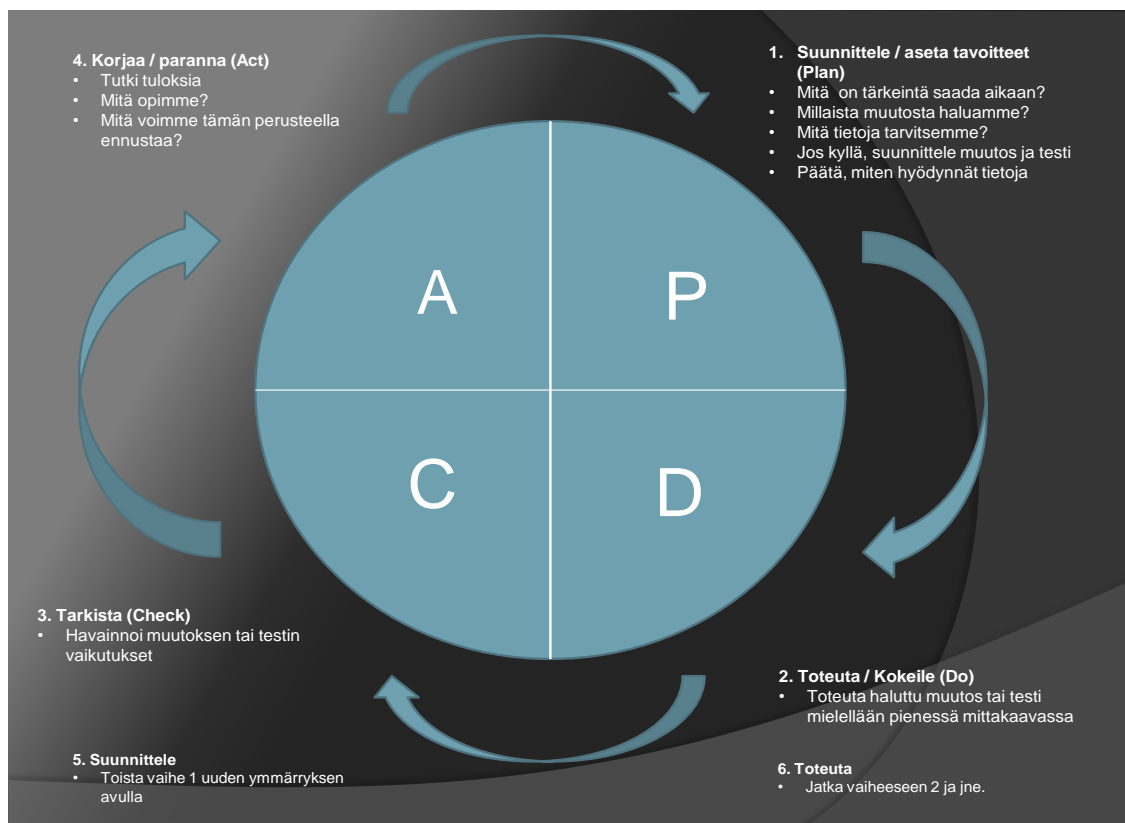 4. Korjaa / paranna (Act)
• Tutki tuloksia
• Mitä opimme?
• Mitä voimme tämän perusteella
ennustaa?
1. Suunnittele / aseta tavoitteet
(Plan)
• Mitä on tärkeintä saada aikaan?
• Millaista muutosta haluamme?
• Mitä tietoja tarvitsemme?
• Jos kyllä, suunnittele muutos ja testi
• Päätä, miten hyödynnät tietoja
A
P
C
D
3. Tarkista (Check)
• Havainnoi muutoksen tai testin
vaikutukset
2. Toteuta / Kokeile (Do)
• Toteuta haluttu muutos tai testi
mielellään pienessä mittakaavassa
5. Suunnittele
• Toista vaihe 1 uuden ymmärryksen
avulla
6. Toteuta
• Jatka vaiheeseen 2 ja jne.